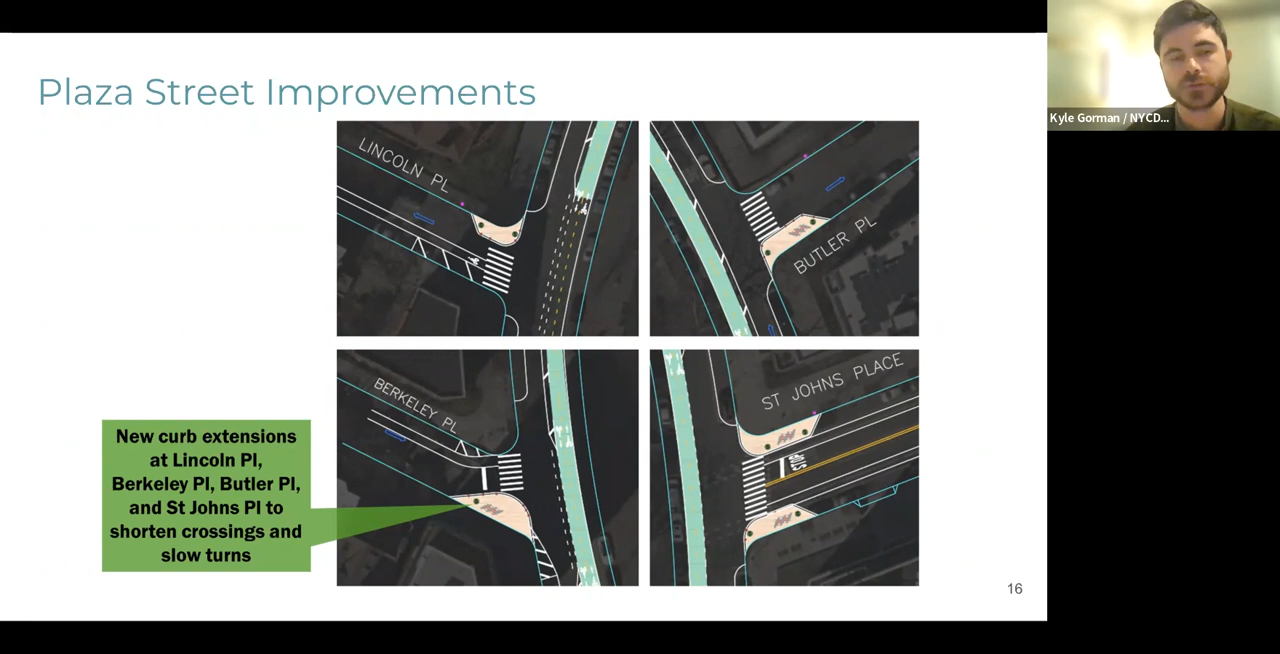 Plaza Street Improvements
LINCOLN PL
BUTLER PL
BERKELEY PL
ST JOHNS PLACE
STOP
New curb extensions
at Lincoln Pl,
Berkeley Pl, Butler Pl,
and St Johns Pl to
shorten crossings and
slow turns
16
Kyle Gorman / NYCD...